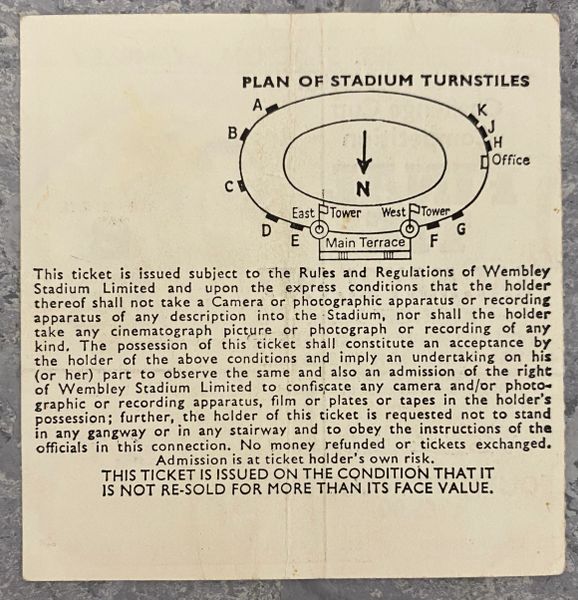 PLAN OF STADIUM TURNSTILES
A
K
J
B
H
Office
N
C
East Tower
West Tower
D
E
F
G
Main Terrace
This ticket is issued subject to the Rules and Regulations of Wembley
Stadium Limited and upon the express conditions that the holder
thereof shall not take a Camera or photographic apparatus or recording
apparatus of any description into the Stadium, nor shall the holder
take any cinematograph picture or photograph or recording of any
kind. The possession of this ticket shall constitute an acceptance by
the holder of the above conditions and imply an undertaking on his
(or her) part to observe the same and also an admission of the right
of Wembley Stadium Limited to confiscate any camera and/or photo-
graphic or recording apparatus, film or plates or tapes in the holder's
possession; further, the holder of this ticket is requested not to stand
in any gangway or in any stairway and to obey the instructions of the
officials in this connection. No money refunded or tickets exchanged.
Admission is at ticket holder's own risk.
THIS TICKET IS ISSUED ON THE CONDITION THAT IT
IS NOT RE-SOLD FOR MORE THAN ITS FACE VALUE.